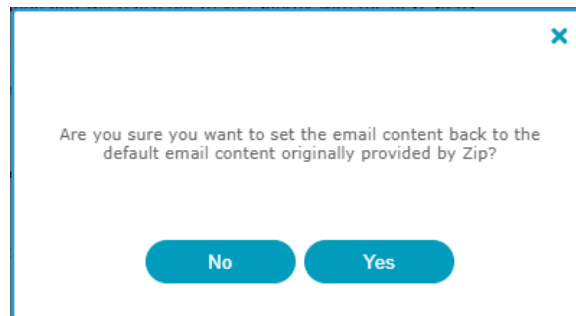 Are you sure you want to set the email content back to the
default email content originally provided by Zip?
No Yes